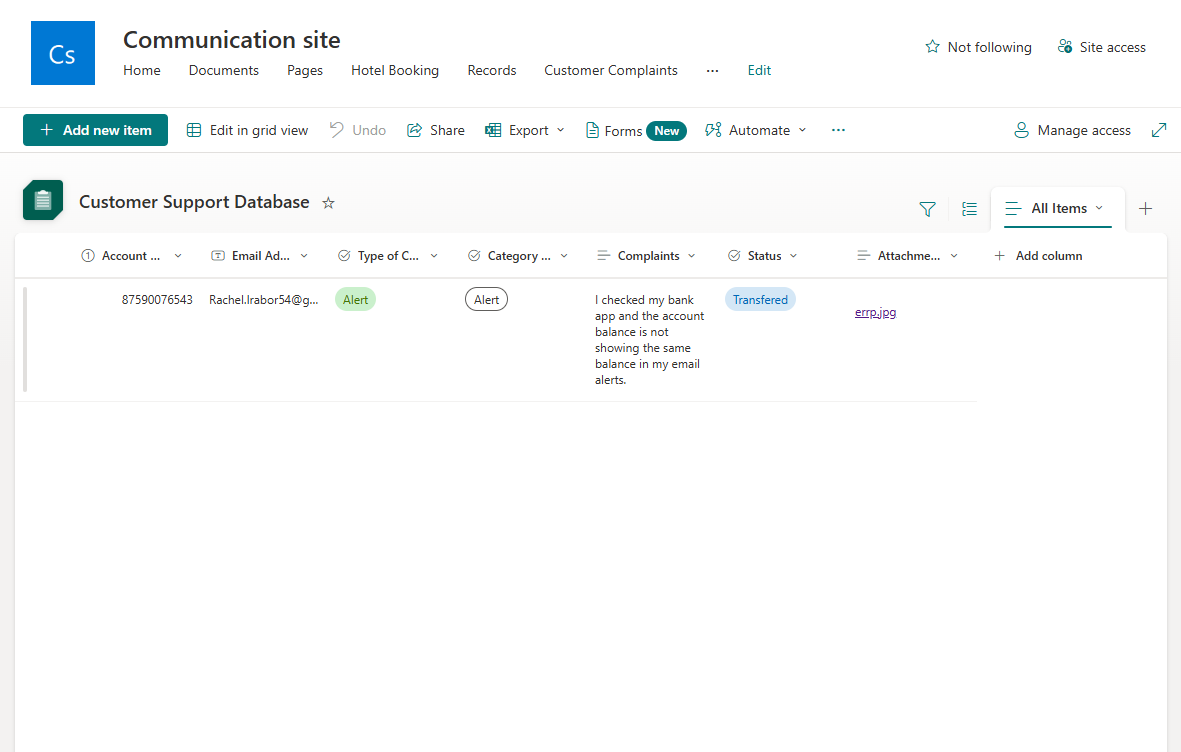 Cs
Communication site
Not following
Site access
Home Documents Pages Hotel Booking Records Customer Complaints ... Edit
+ Add new item Edit in grid view Undo Share Export Forms New Automate ... Manage access
Customer Support Database
All Items
Account ... Email Ad... Type of C... Category ... Complaints Status Attachme... + Add column
87590076543 Rachel.Irabor54@g... Alert Alert I checked my bank
app and the account
balance is not
showing the same
balance in my email
alerts.
Transfered
errp.jpg